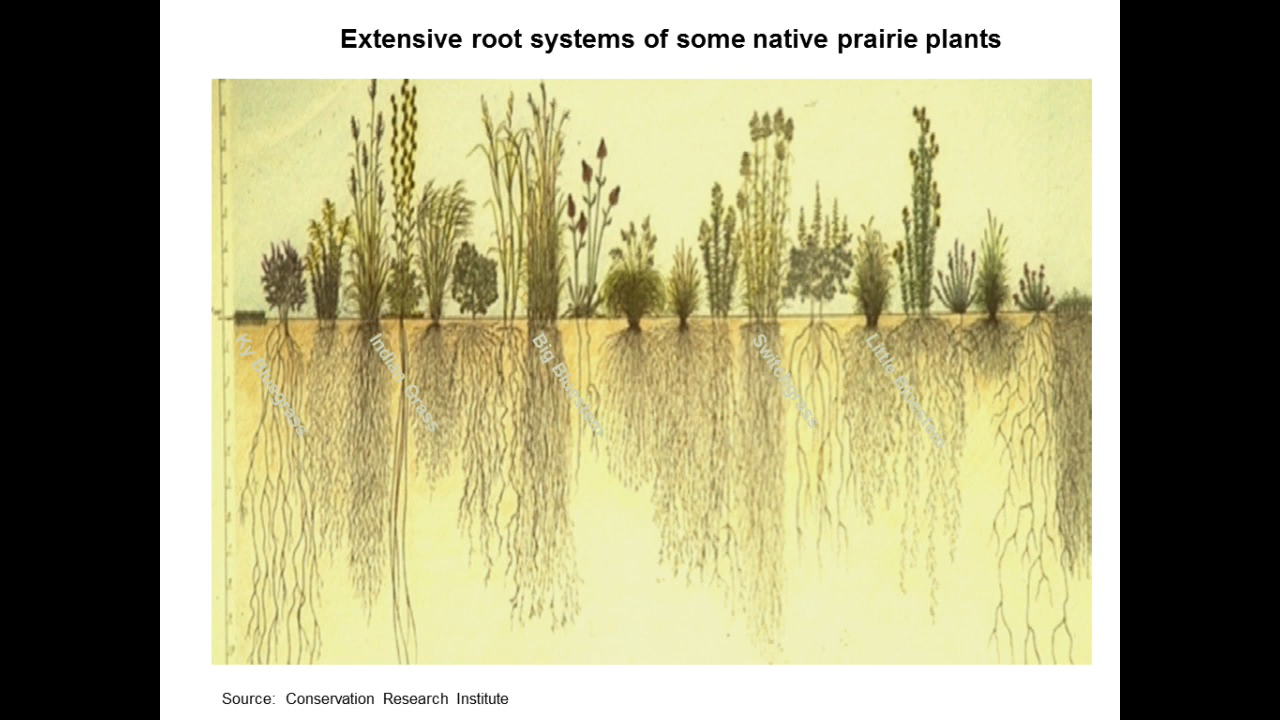 Extensive root systems of some native prairie plants
Ky Bluegrass
Indian Grass
Big Bluestem
Switchgrass
Little Bluestem
Source: Conservation Research Institute